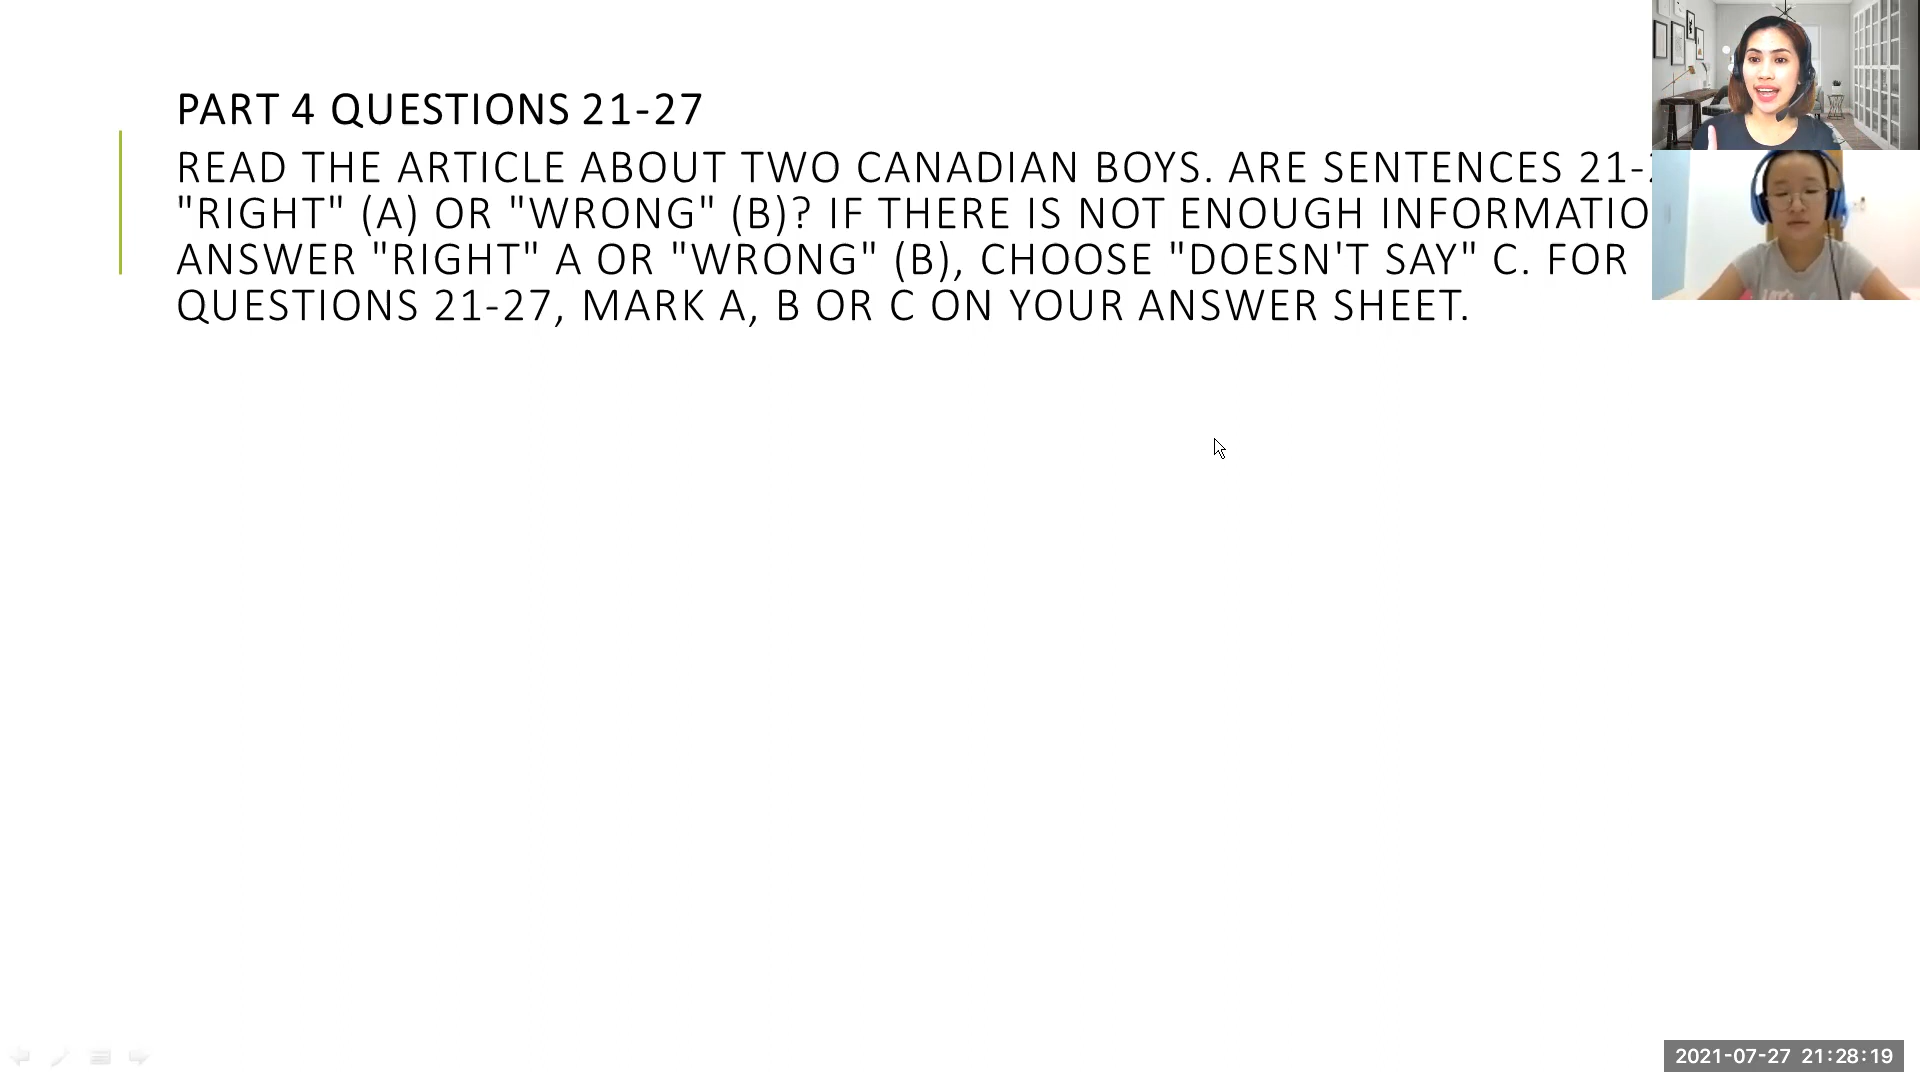 PART 4 QUESTIONS 21-27
READ THE ARTICLE ABOUT TWO CANADIAN BOYS. ARE SENTENCES 21-
"RIGHT" (A) OR "WRONG" (B)? IF THERE IS NOT ENOUGH INFORMATIO
ANSWER "RIGHT" A OR "WRONG" (B), CHOOSE "DOESN'T SAY" C. FOR
QUESTIONS 21-27, MARK A, B OR C ON YOUR ANSWER SHEET.
2021-07-27 21:28:19